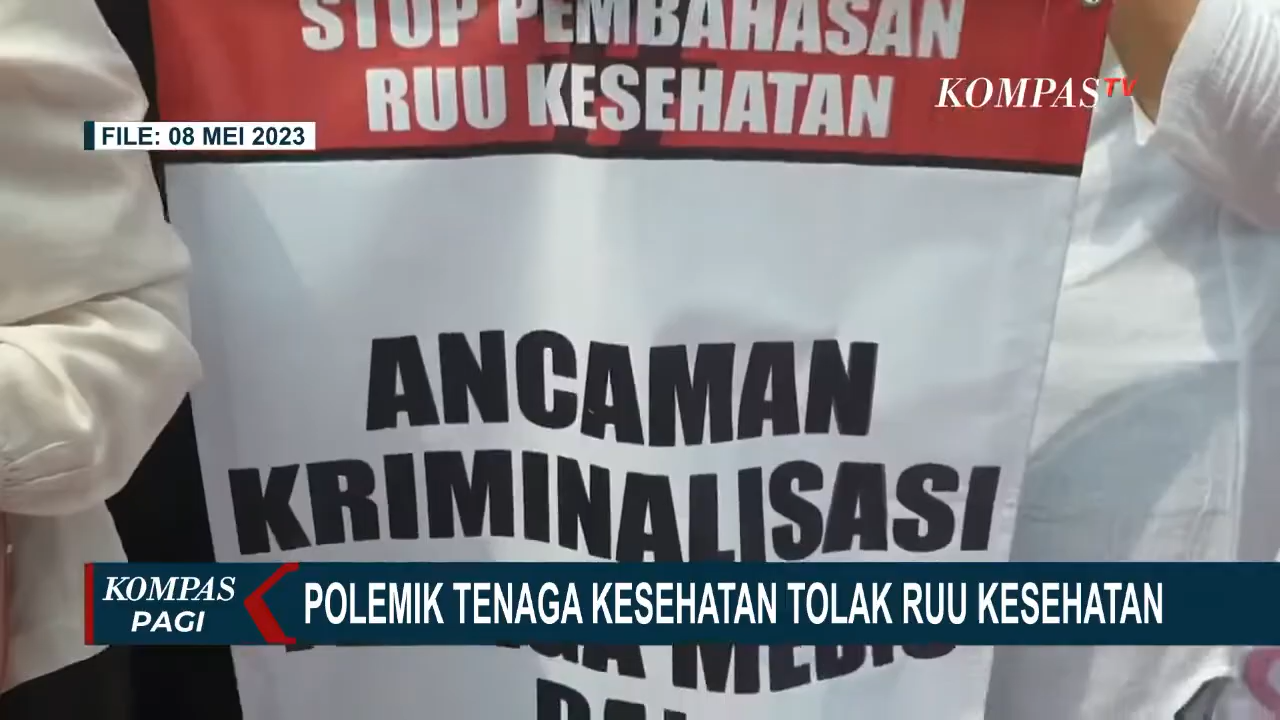 STOP PEMBAHASAN
RUU KESEHATAN
KOMPASTV
FILE: 08 MEI 2023
ANCAMAN
KRIMINALISASI
KOMPAS
PAGI
POLEMIK TENAGA KESEHATAN TOLAK RUU KESEHATAN
MEDIS